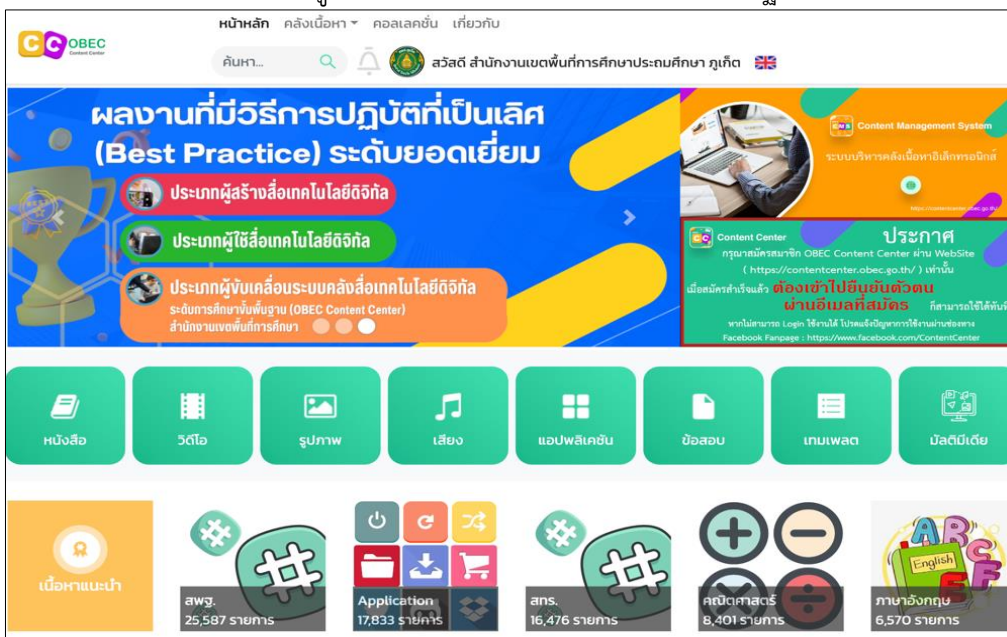 หน้าหลัก คลังเนื้อหา คอลเลคชั่น เกี่ยวกับ
CC OBEC
Content Center
ค้นหา...
สวัสดี สำนักงานเขตพื้นที่การศึกษาประถมศึกษา ภูเก็ต
ผลงานที่มีวิธีการปฏิบัติที่เป็นเลิศ
(Best Practice) ระดับยอดเยี่ยม
ประเภทผู้สร้างสื่อเทคโนโลยีดิจิทัล
ประเภทผู้ใช้สื่อเทคโนโลยีดิจิทัล
ประเภทผู้ขับเคลื่อนระบบคลังสื่อเทคโนโลยีดิจิทัล
ระดับการศึกษาขั้นพื้นฐาน (OBEC Content Center)
สำนักงานเขตพื้นที่การศึกษา
CMS Content Management System
ระบบบริหารคลังเนื้อหาอิเล็กทรอนิกส์
https://contentcenter.obec.go.th/
CC Content Center
ประกาศ
กรุณาสมัครสมาชิก OBEC Content Center ผ่าน WebSite
( https://contentcenter.obec.go.th/ ) เท่านั้น
เมื่อสมัครสำเร็จแล้ว ต้องเข้าไปยืนยันตัวตน
ผ่านอีเมลที่สมัคร ก็สามารถใช้ได้ทันที
หากไม่สามารถ Login ใช้งานได้ โปรดแจ้งปัญหาการใช้งานผ่านช่องทาง
Facebook Fanpage : https://www.facebook.com/ContentCenter
หนังสือ
วิดีโอ
รูปภาพ
เสียง
แอปพลิเคชัน
ข้อสอบ
เทมเพลต
มัลติมีเดีย
เนื้อหาแนะนำ
สพฐ.
25,587 รายการ
Application
17,833 รายการ
สทร.
16,476 รายการ
คณิตศาสตร์
8,401 รายการ
ABC
English
ภาษาอังกฤษ
6,570 รายการ